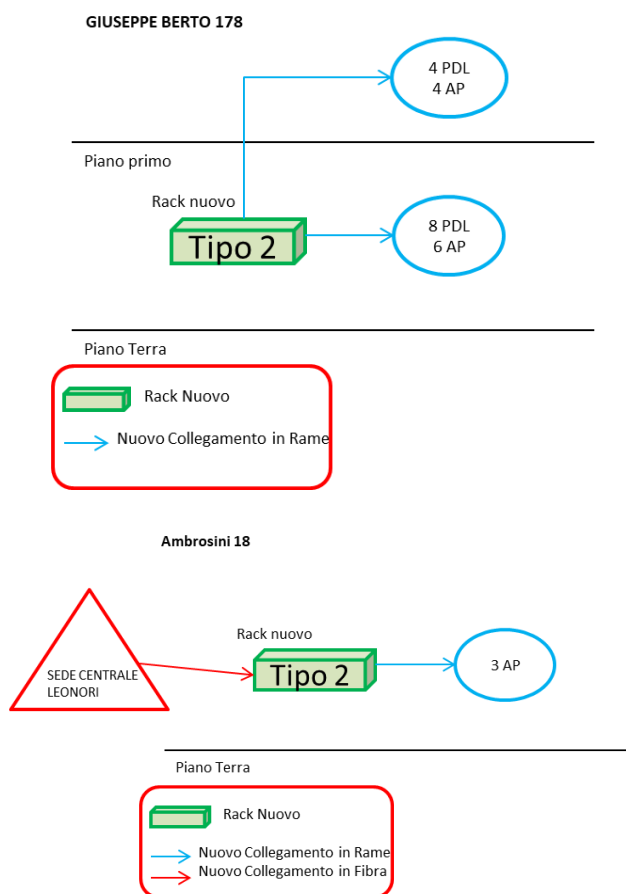 GIUSEPPE BERTO 178
4 PDL
4 AP
Piano primo
Rack nuovo
Tipo 2
8 PDL
6 AP
Piano Terra
Rack Nuovo
Nuovo Collegamento in Rame
Ambrosini 18
Rack nuovo
SEDE CENTRALE
LEONORI
Tipo 2
3 AP
Piano Terra
Rack Nuovo
Nuovo Collegamento in Rame
Nuovo Collegamento in Fibra